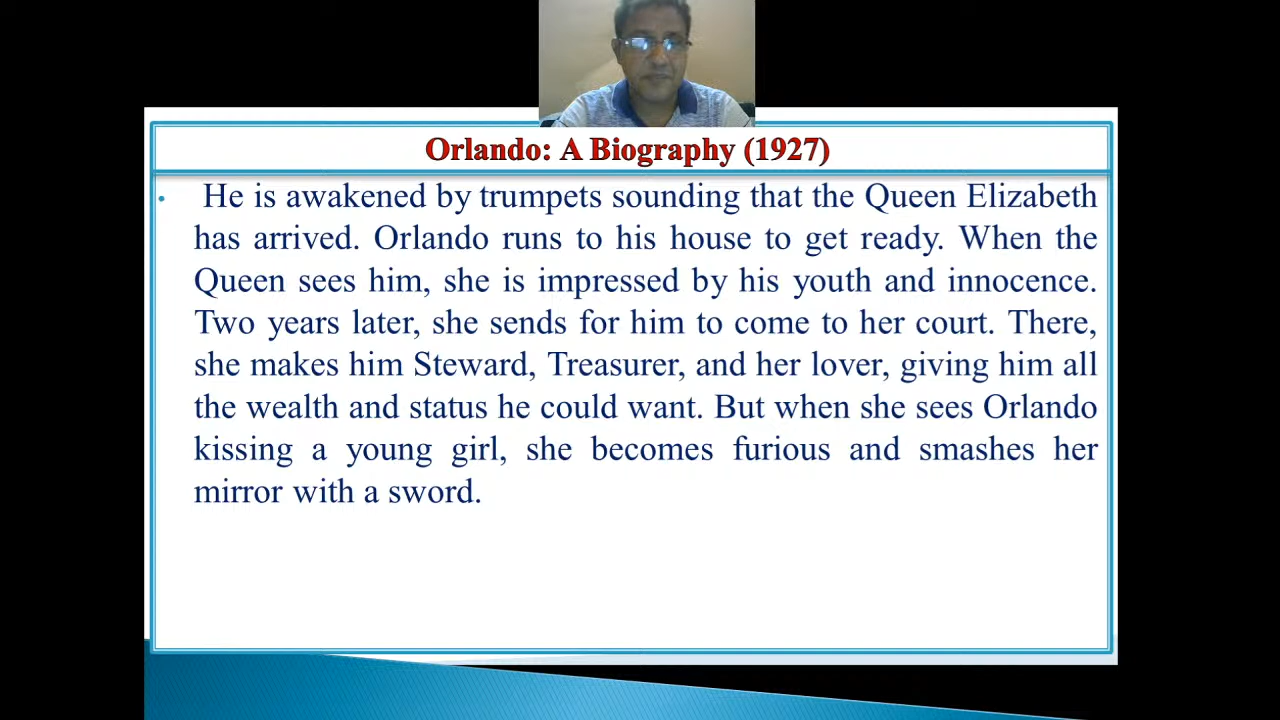 Orlando: A Biography (1927)
• He is awakened by trumpets sounding that the Queen Elizabeth
has arrived. Orlando runs to his house to get ready. When the
Queen sees him, she is impressed by his youth and innocence.
Two years later, she sends for him to come to her court. There,
she makes him Steward, Treasurer, and her lover, giving him all
the wealth and status he could want. But when she sees Orlando
kissing a young girl, she becomes furious and smashes her
mirror with a sword.